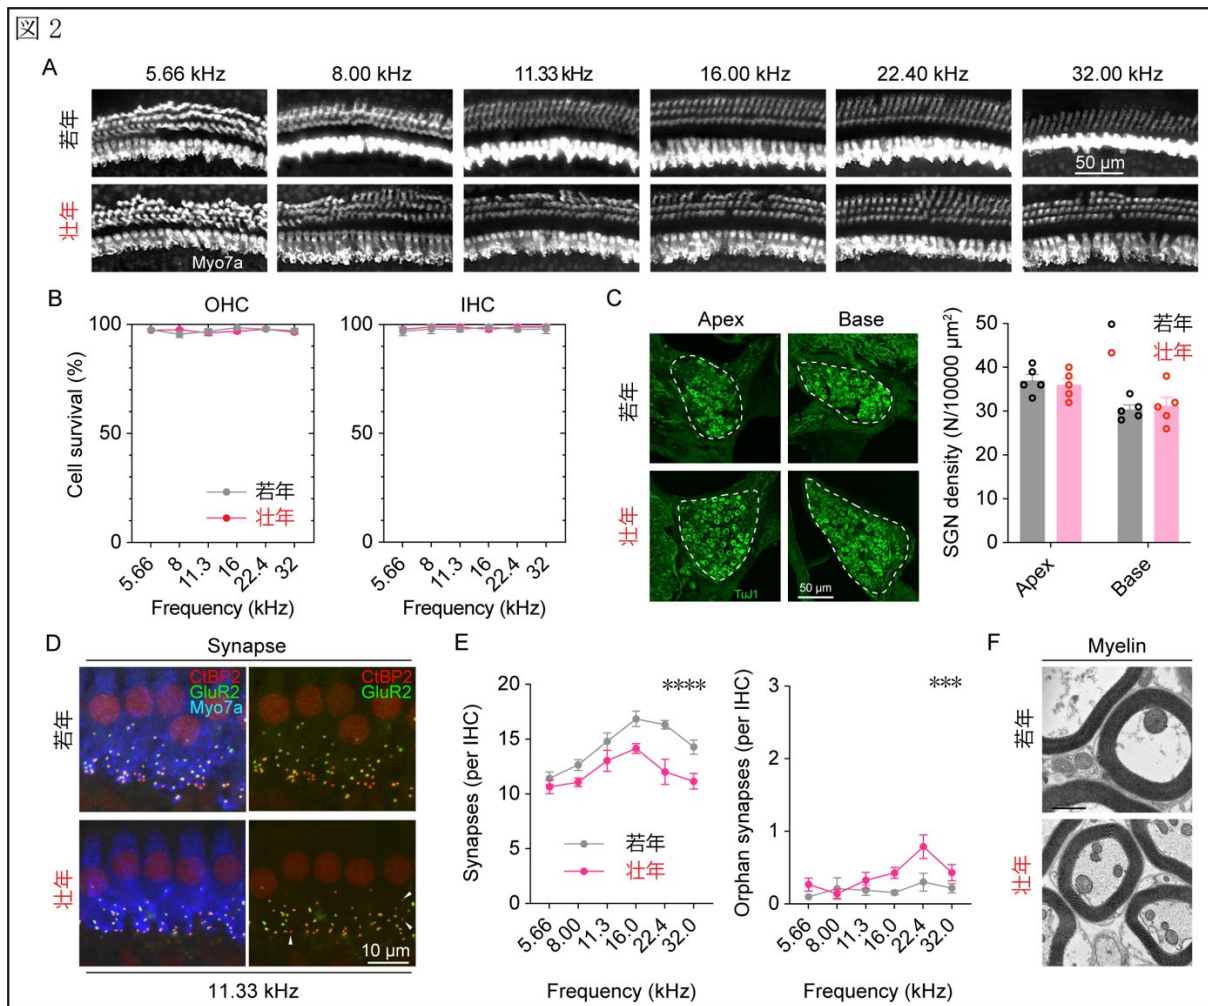 図 2
A
5.66 kHz 8.00 kHz 11.33 kHz 16.00 kHz 22.40 kHz 32.00 kHz
若年
50 µm
壮年
Myo7a
B
OHC IHC
Cell survival (%)
100 100
50 50
0 0
若年
壮年
5.66 8 11.3 16 22.4 32
5.66 8 11.3 16 22.4 32
Frequency (kHz) Frequency (kHz)
C
Apex Base
若年
壮年
TuJ1
50 µm
SGN density (N/10000 µm²)
50
40
30
20
10
0
若年
壮年
Apex Base
D
Synapse
CtBP2
GluR2
Myo7a
CtBP2
GluR2
若年
壮年
10 µm
11.33 kHz
E
Synapses (per IHC)
20
15
10
5
0
****
若年
壮年
5.66 8.00 11.3 16.0 22.4 32.0
Frequency (kHz)
Orphan synapses (per IHC)
3
2
1
0
***
5.66 8.00 11.3 16.0 22.4 32.0
Frequency (kHz)
F
Myelin
若年
壮年